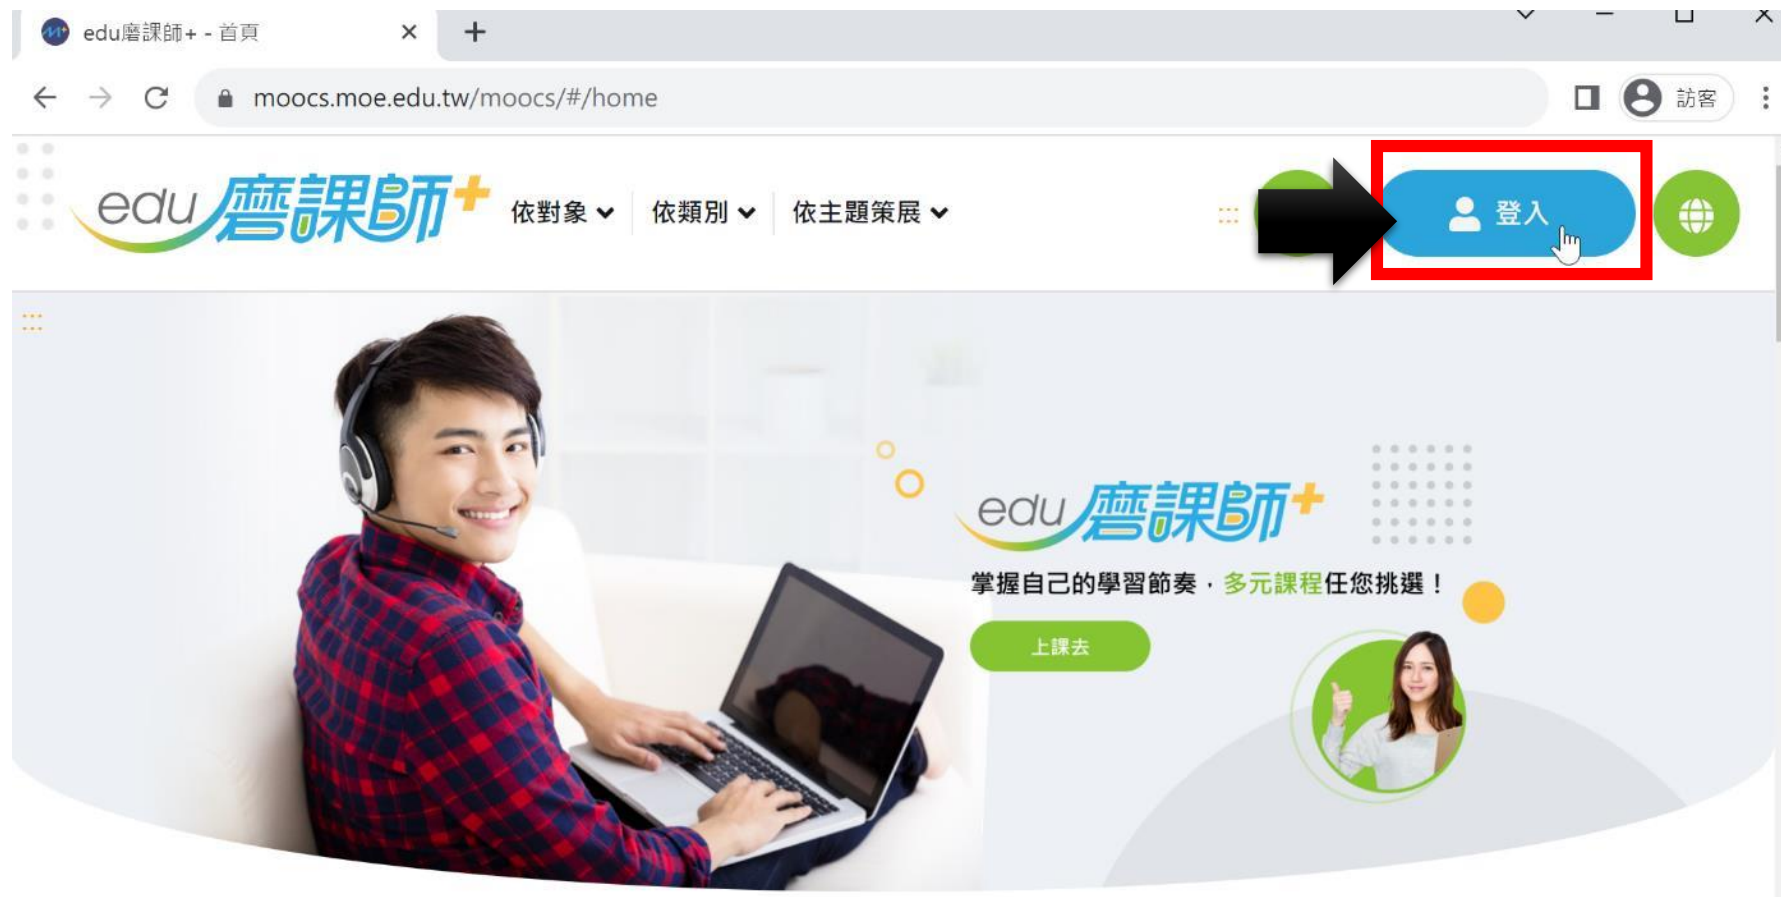 edu磨課師+ - 首頁
moocs.moe.edu.tw/moocs/#/home
訪客
edu磨課師+
依對象
依類別
依主題策展
登入
edu磨課師+
掌握自己的學習節奏，多元課程任您挑選！
上課去